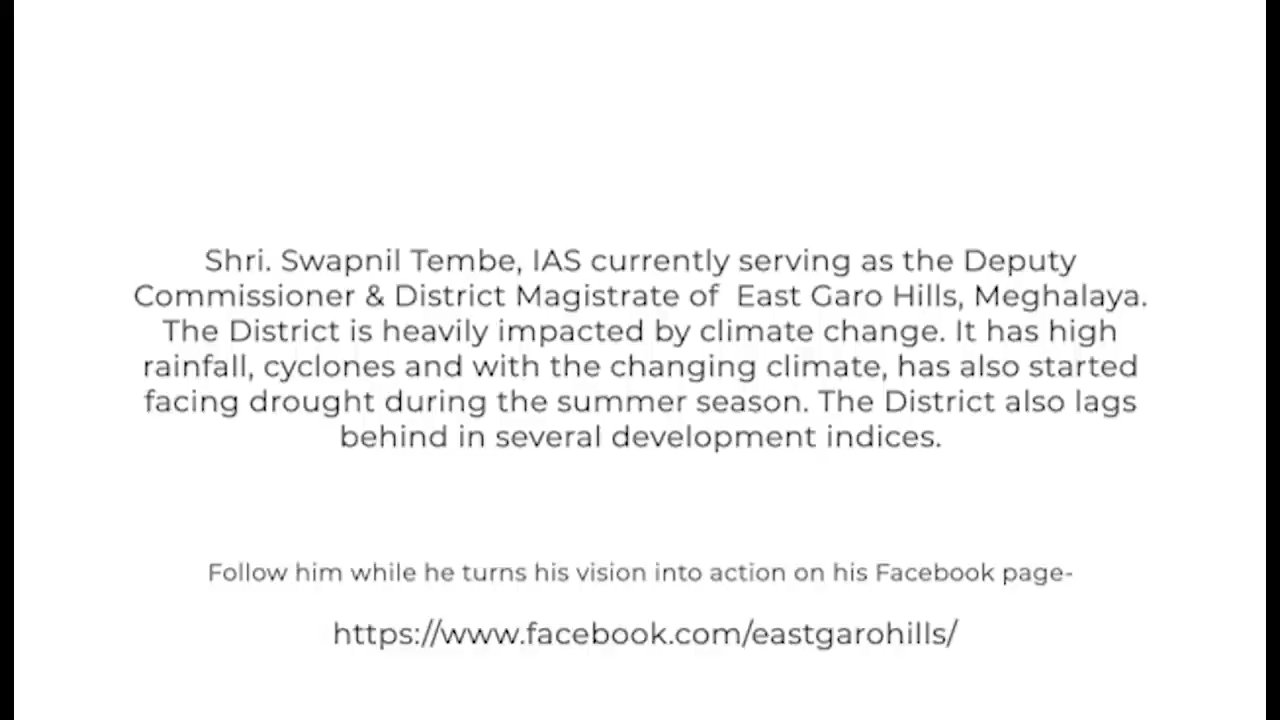 Shri. Swapnil Tembe, IAS currently serving as the Deputy
Commissioner & District Magistrate of  East Garo Hills, Meghalaya.
The District is heavily impacted by climate change. It has high
rainfall, cyclones and with the changing climate, has also started
facing drought during the summer season. The District also lags
behind in several development indices.
Follow him while he turns his vision into action on his Facebook page-
https://www.facebook.com/eastgarohills/